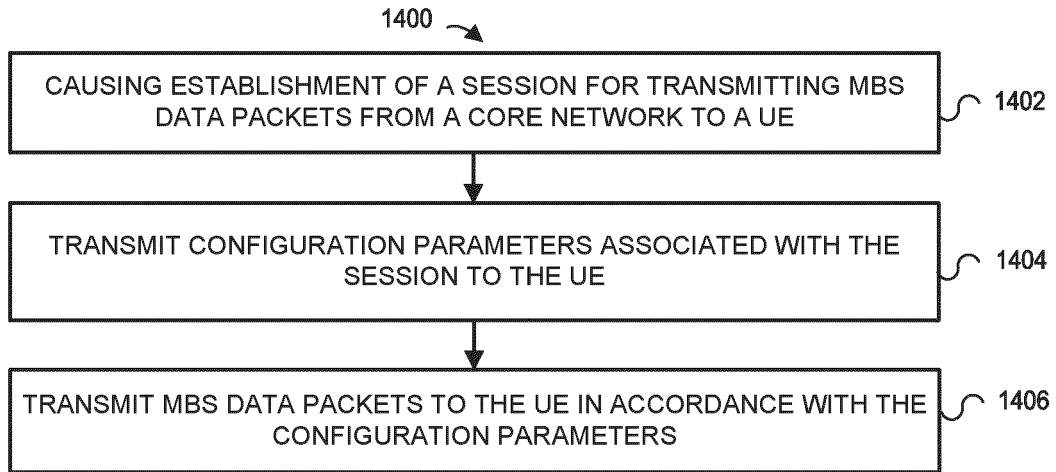 1400
CAUSING ESTABLISHMENT OF A SESSION FOR TRANSMITTING MBS
DATA PACKETS FROM A CORE NETWORK TO A UE
1402
TRANSMIT CONFIGURATION PARAMETERS ASSOCIATED WITH THE
SESSION TO THE UE
1404
TRANSMIT MBS DATA PACKETS TO THE UE IN ACCORDANCE WITH THE
CONFIGURATION PARAMETERS
1406